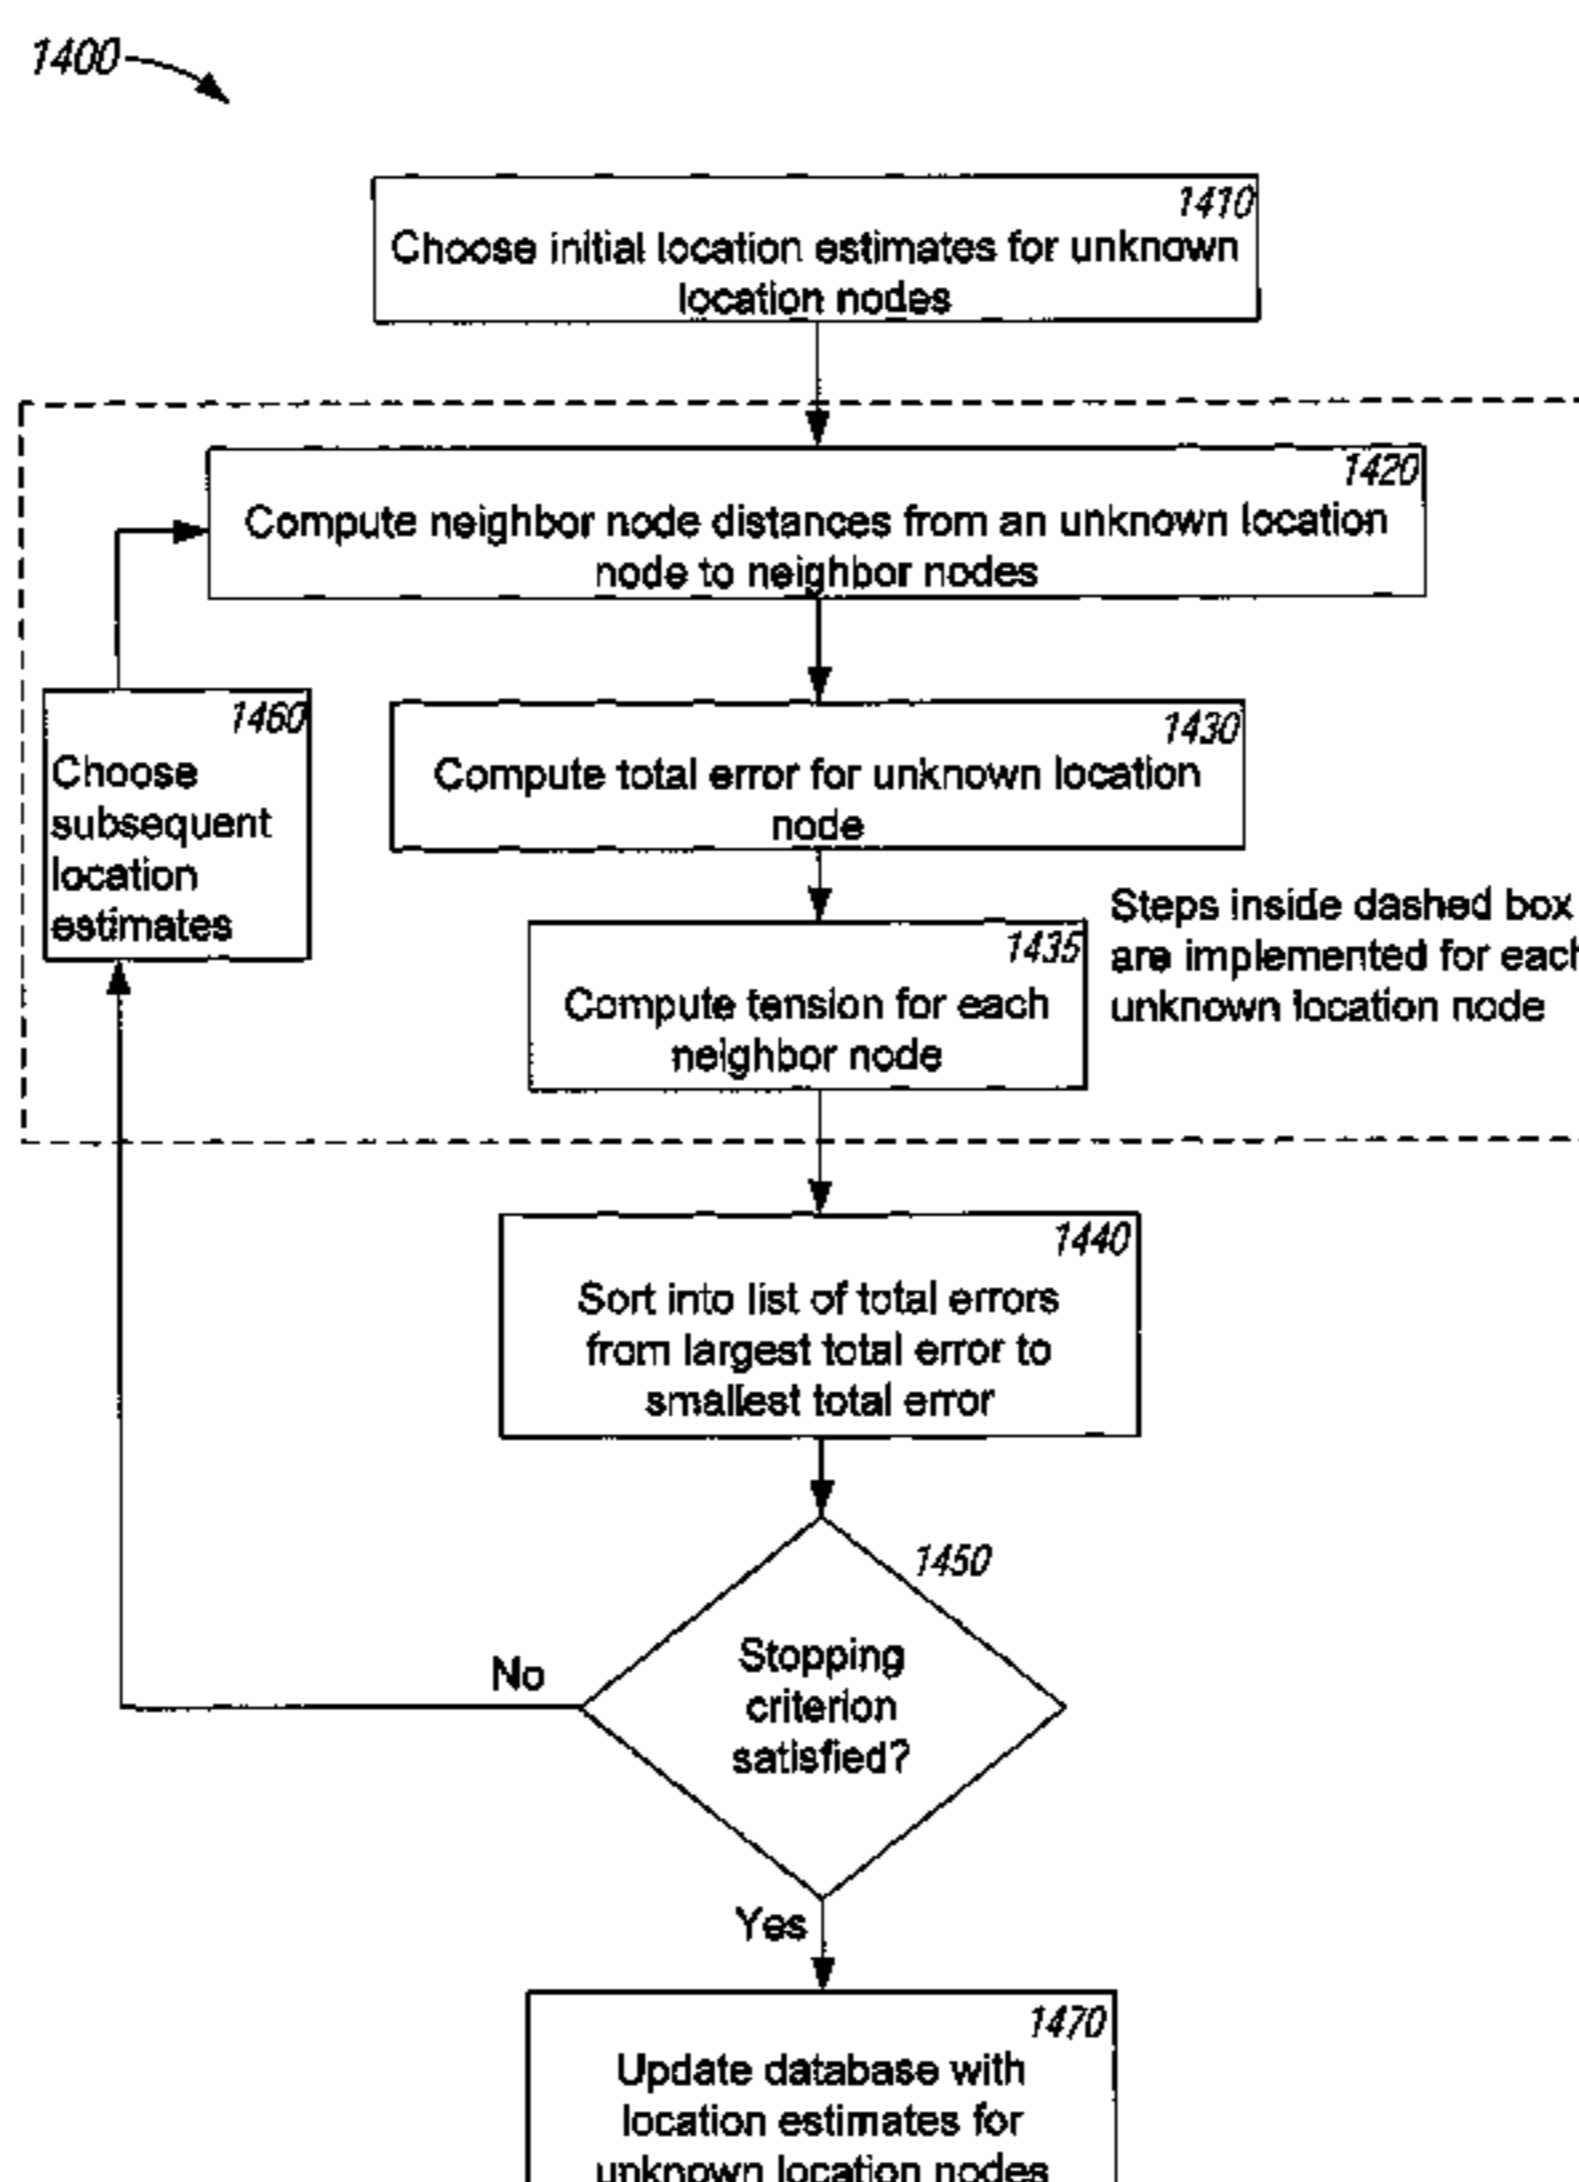 1400
1410
Choose initial location estimates for unknown
location nodes
1420
Compute neighbor node distances from an unknown location
node to neighbor nodes
1460
Choose
subsequent
location
estimates
1430
Compute total error for unknown location
node
1435
Compute tension for each
neighbor node
Steps inside dashed box
are implemented for each
unknown location node
1440
Sort into list of total errors
from largest total error to
smallest total error
1450
Stopping
criterion
satisfied?
No
Yes
1470
Update database with
location estimates for
unknown location nodes